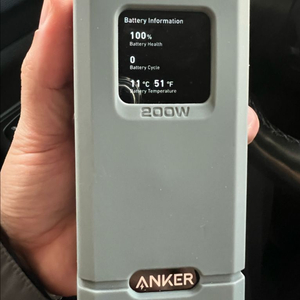 Battery Information
100%
Battery Health
0
Battery Cycle
11 °C 51 °F
Battery Temperature
200W
ANKER